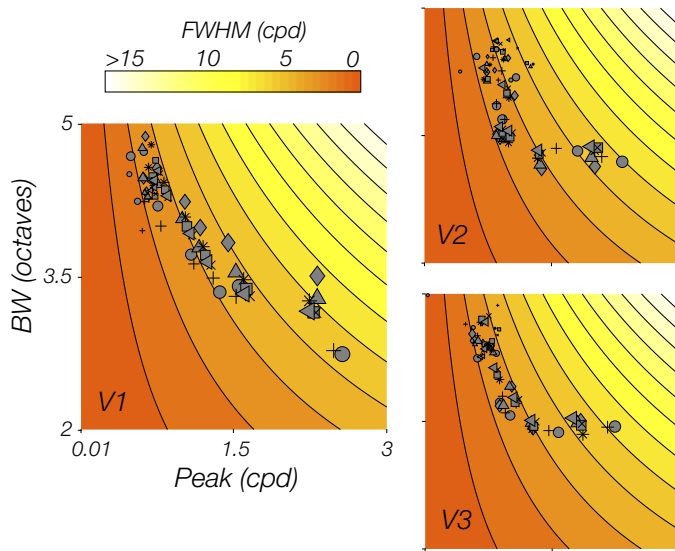 FWHM (cpd)
>15 10 5 0
5
3.5
2
BW (octaves)
V1
0.01 1.5 3
Peak (cpd)
V2
V3